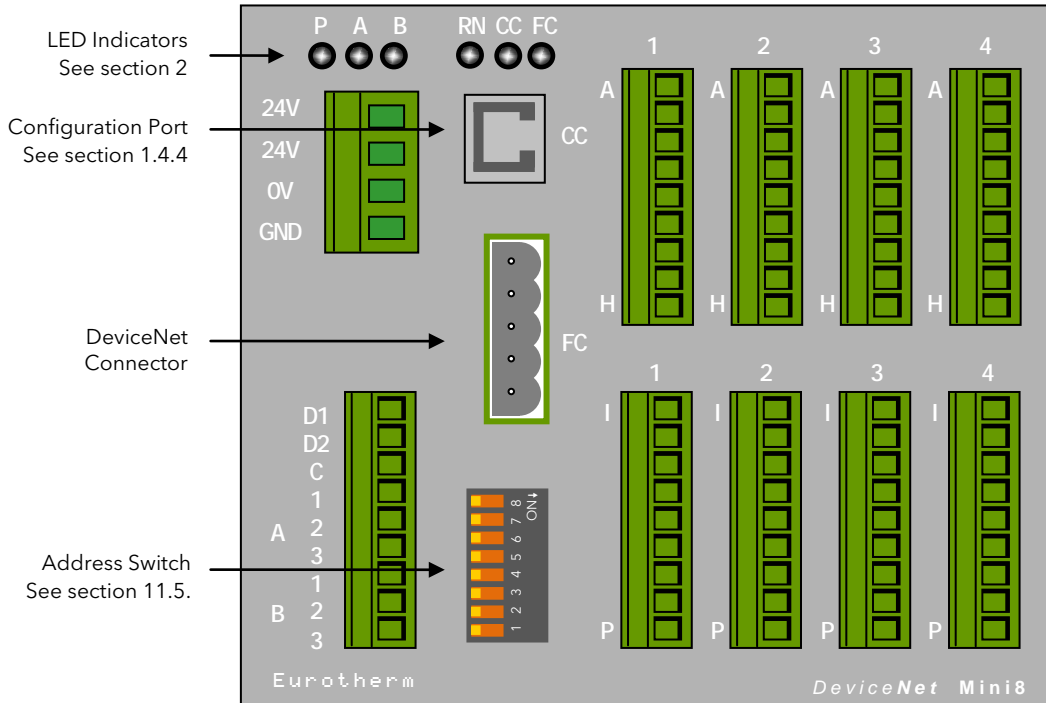 LED Indicators
See section 2
P A B
RN CC FC
1 2 3 4
24V
24V
0V
GND
Configuration Port
See section 1.4.4
CC
A A A A
H H H H
DeviceNet
Connector
FC
1 2 3 4
D1
D2
C
1
2
3
A
1
2
3
B
I I I I
P P P P
Address Switch
See section 11.5.
ON
8
7
6
5
4
3
2
1
Eurotherm
DeviceNet Mini8